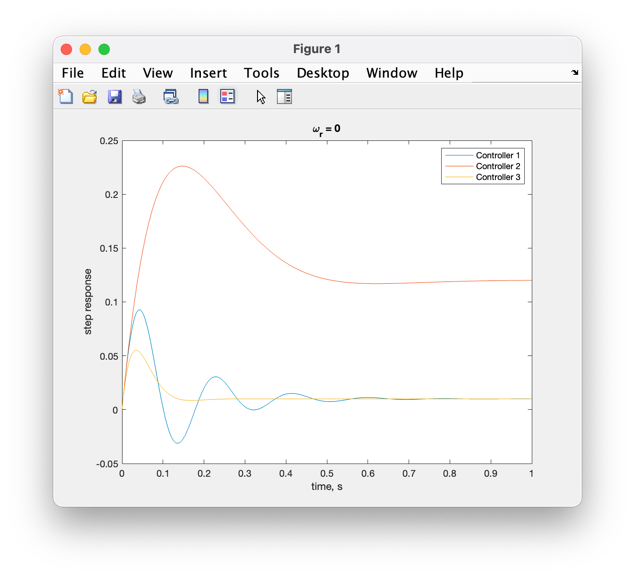 Figure 1
File Edit View Insert Tools Desktop Window Help
ωr = 0
Controller 1
Controller 2
Controller 3
0.25
0.2
0.15
0.1
0.05
0
-0.05
step response
0 0.1 0.2 0.3 0.4 0.5 0.6 0.7 0.8 0.9 1
time, s